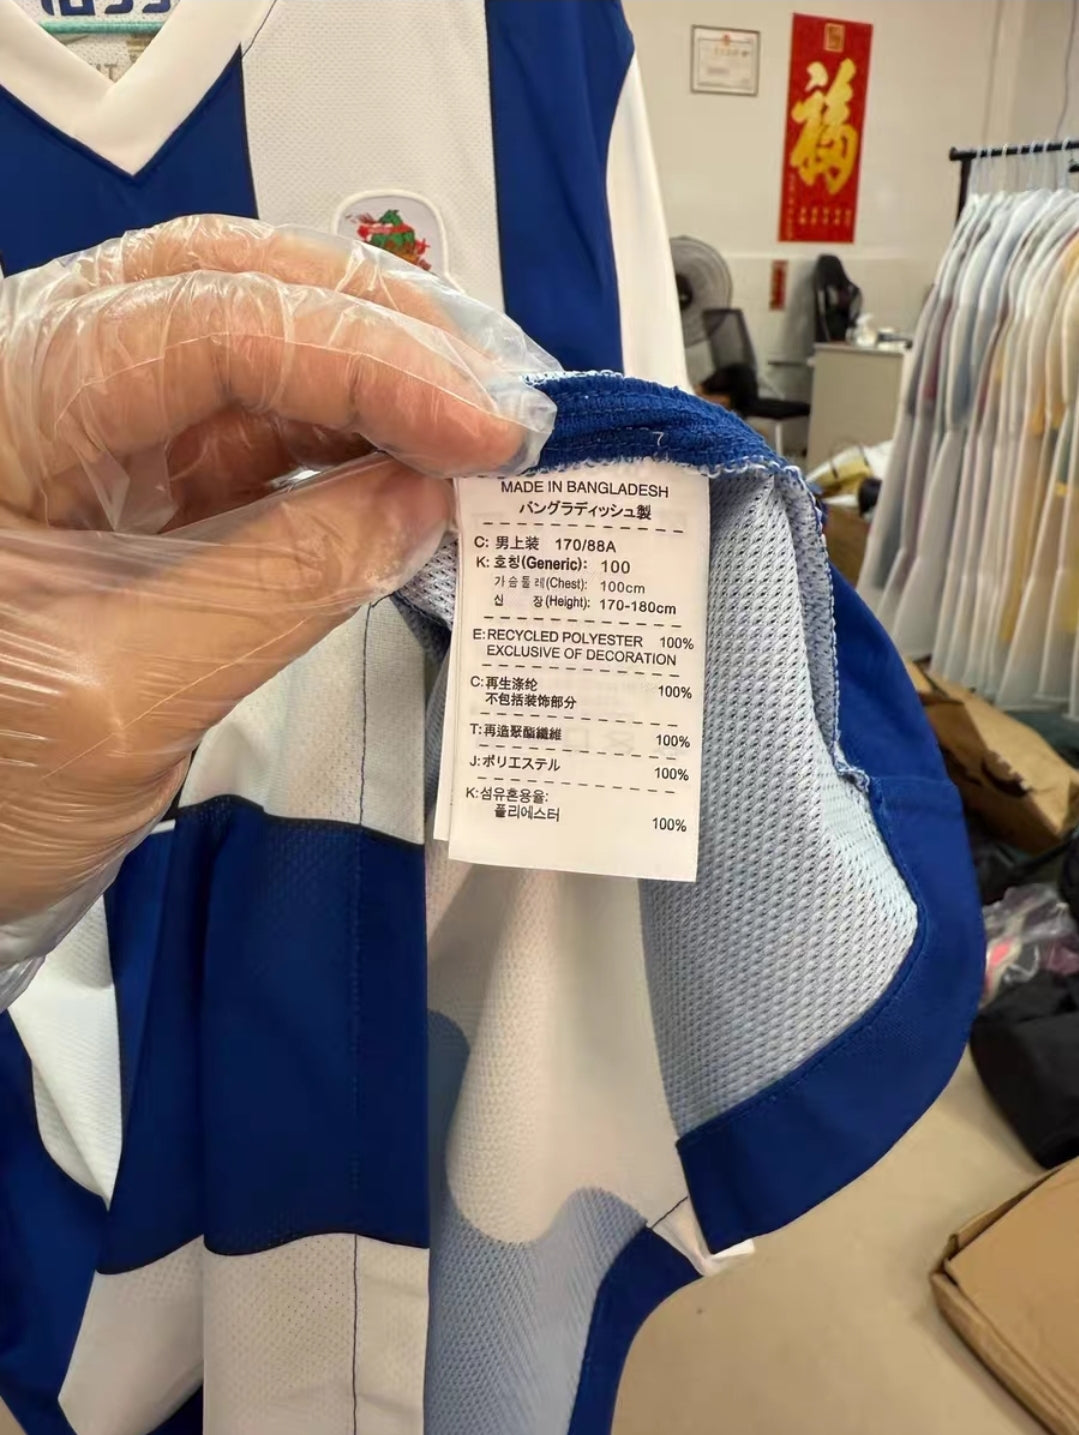 MADE IN BANGLADESH
バングラディッシュ製
C: 男上装 170/88A
K: 호칭(Generic): 100
가슴둘레(Chest): 100cm
신 장(Height): 170-180cm
E:RECYCLED POLYESTER 100%
EXCLUSIVE OF DECORATION
C:再生涤纶 100%
不包括装饰部分
T:再造聚酯纖維 100%
J:ポリエステル 100%
K:섬유혼용율:
폴리에스터 100%
福